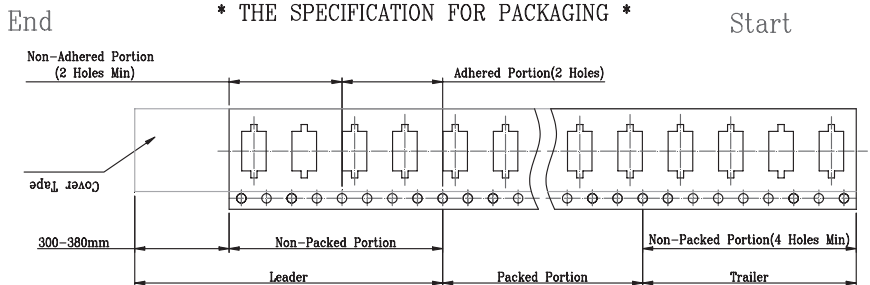 * THE SPECIFICATION FOR PACKAGING *
End
Start
Non-Adhered Portion
(2 Holes Min)
Adhered Portion(2 Holes)
Cover Tape
300-380mm
Non-Packed Portion
Non-Packed Portion(4 Holes Min)
Leader
Packed Portion
Trailer